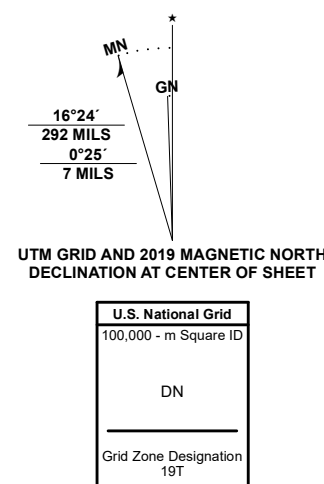 ★
MN
GN
16°24´
292 MILS
0°25´
7 MILS
UTM GRID AND 2019 MAGNETIC NORTH
DECLINATION AT CENTER OF SHEET
U.S. National Grid
100,000 - m Square ID
DN
Grid Zone Designation
19T